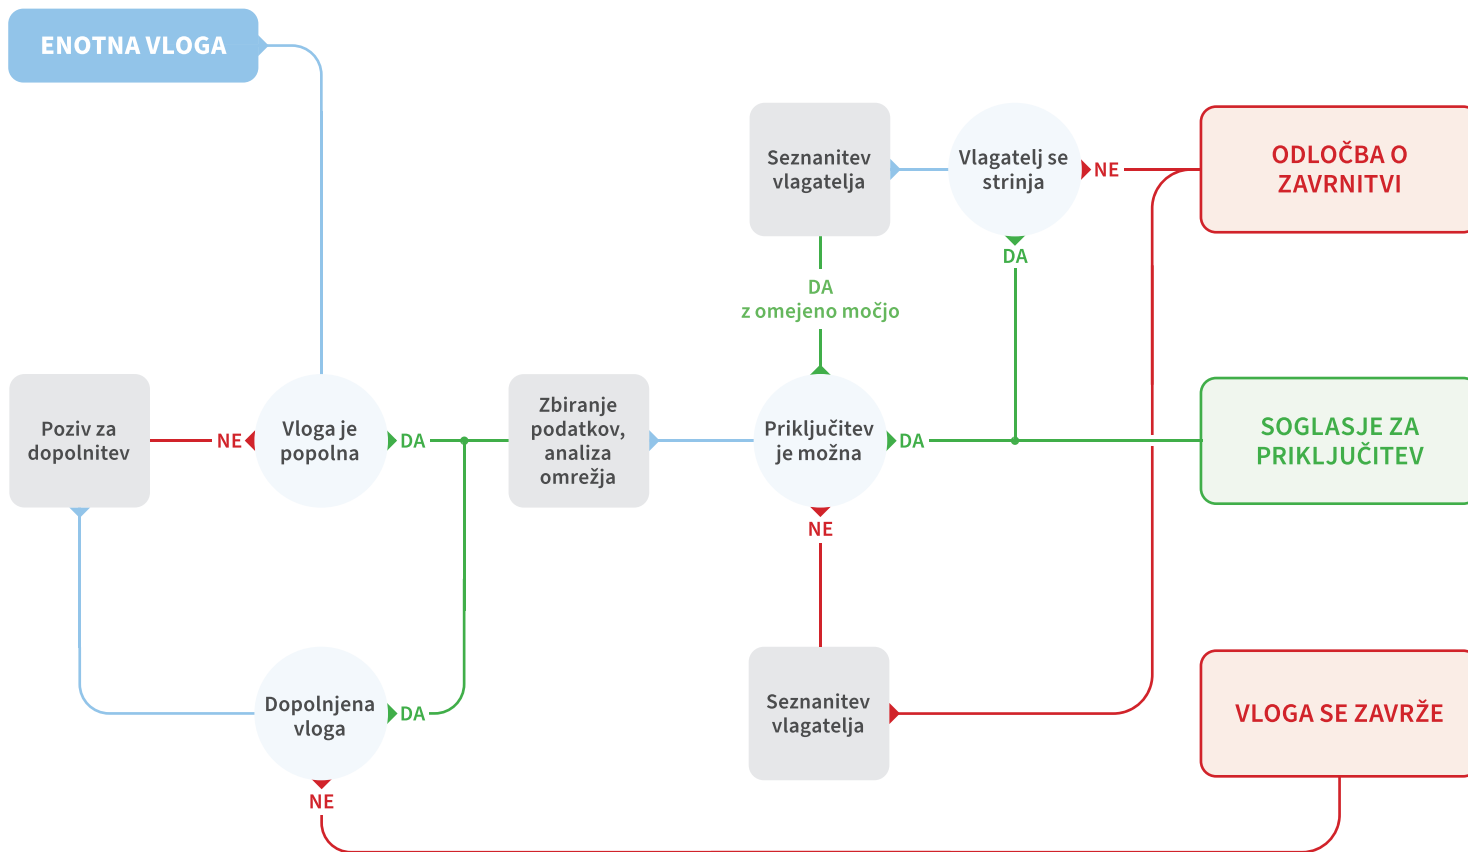 ENOTNA VLOGA
Seznanitev
vlagatelja
Vlagatelj se
strinja
NE
ODLOČBA O
ZAVRNITVI
DA
DA
z omejeno močjo
Poziv za
dopolnitev
NE
Vloga je
popolna
DA
Zbiranje
podatkov,
analiza
omrežja
Priključitev
je možna
DA
SOGLASJE ZA
PRIKLJUČITEV
NE
Dopolnjena
vloga
DA
Seznanitev
vlagatelja
VLOGA SE ZAVRŽE
NE